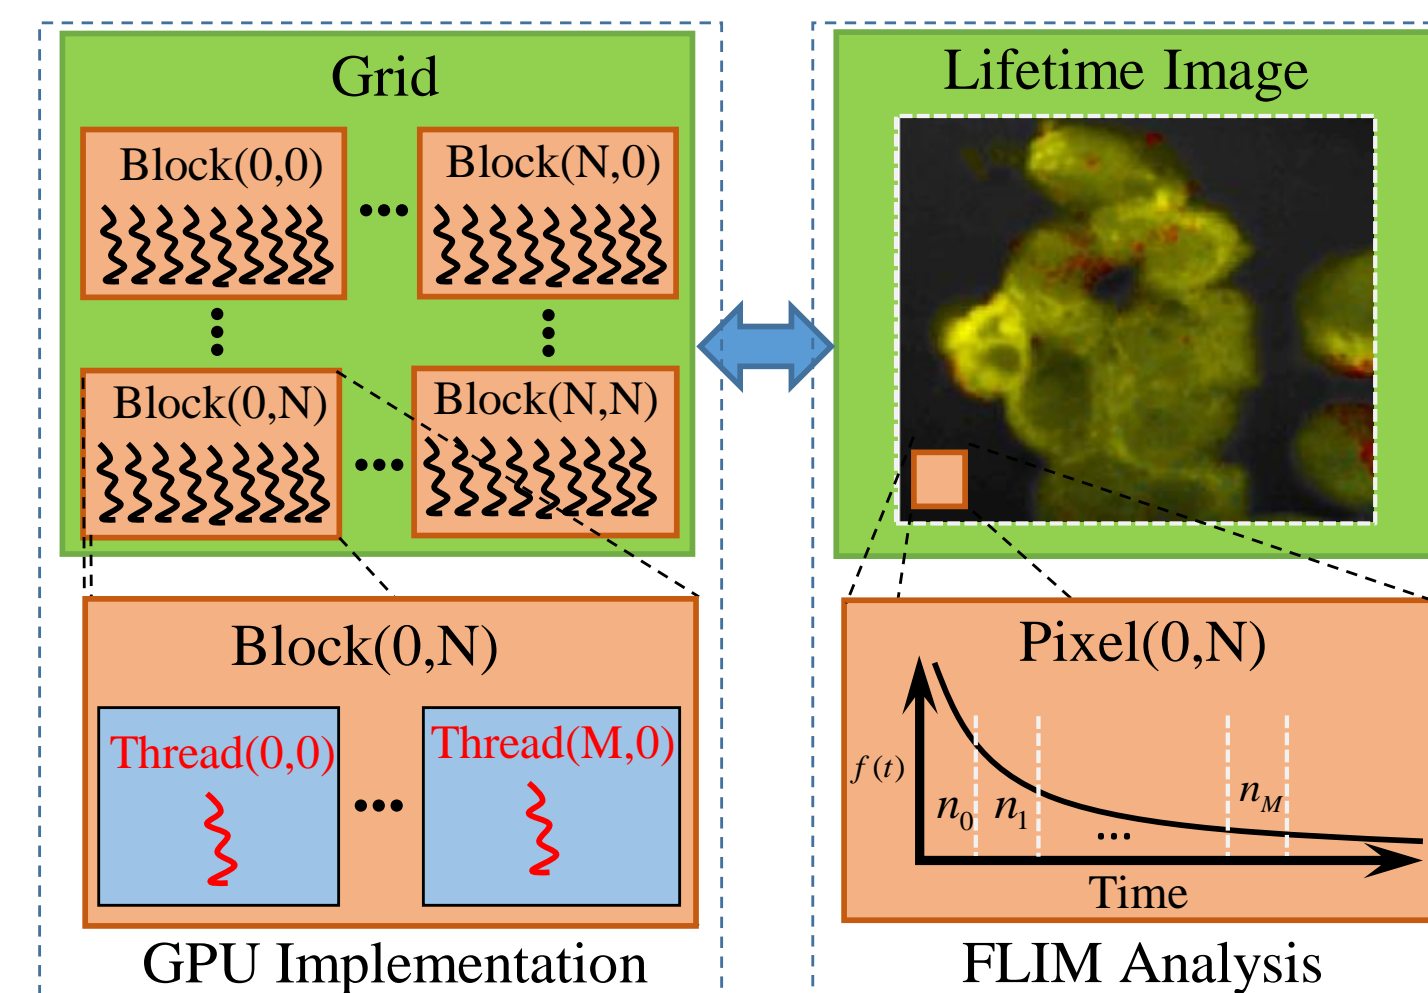 Grid
Block(0,0) ... Block(N,0)
Block(0,N) ... Block(N,N)
Block(0,N)
Thread(0,0) ... Thread(M,0)
GPU Implementation
Lifetime Image
Pixel(0,N)
f(t)
n₀ n₁ ... n_M
Time
FLIM Analysis